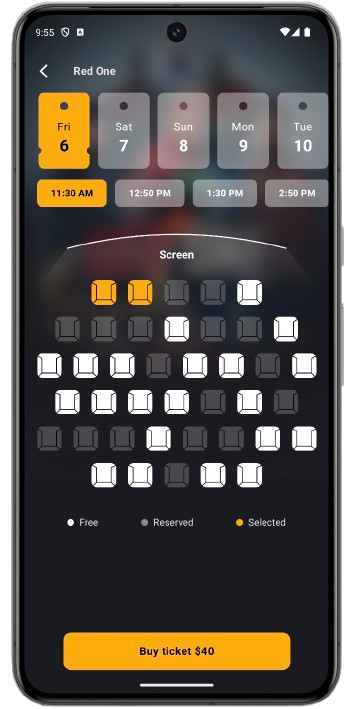 9:55
Red One
Fri Sat Sun Mon Tue
6 7 8 9 10
11:30 AM 12:50 PM 1:30 PM 2:50 PM
Screen
Free Reserved Selected
Buy ticket $40